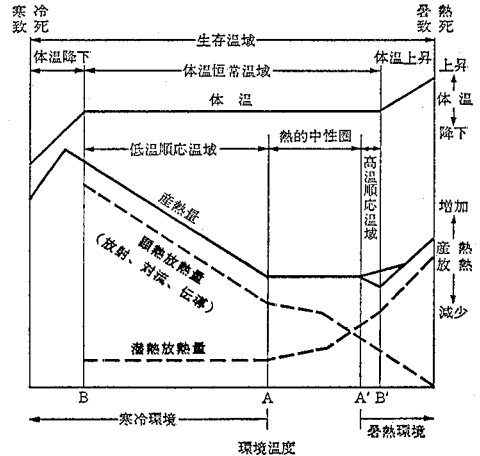 寒冷致死
暑熱致死
生存温域
体温降下
体温恒常温域
体温上昇
上昇
体温
降下
体温
低温順応温域
熱的中性圏
高温順応温域
産熱量
顕熱放熱量
(放射、対流、伝導)
潜熱放熱量
増加
産熱
放熱
減少
B
A
A′
B′
寒冷環境
暑熱環境
環境温度